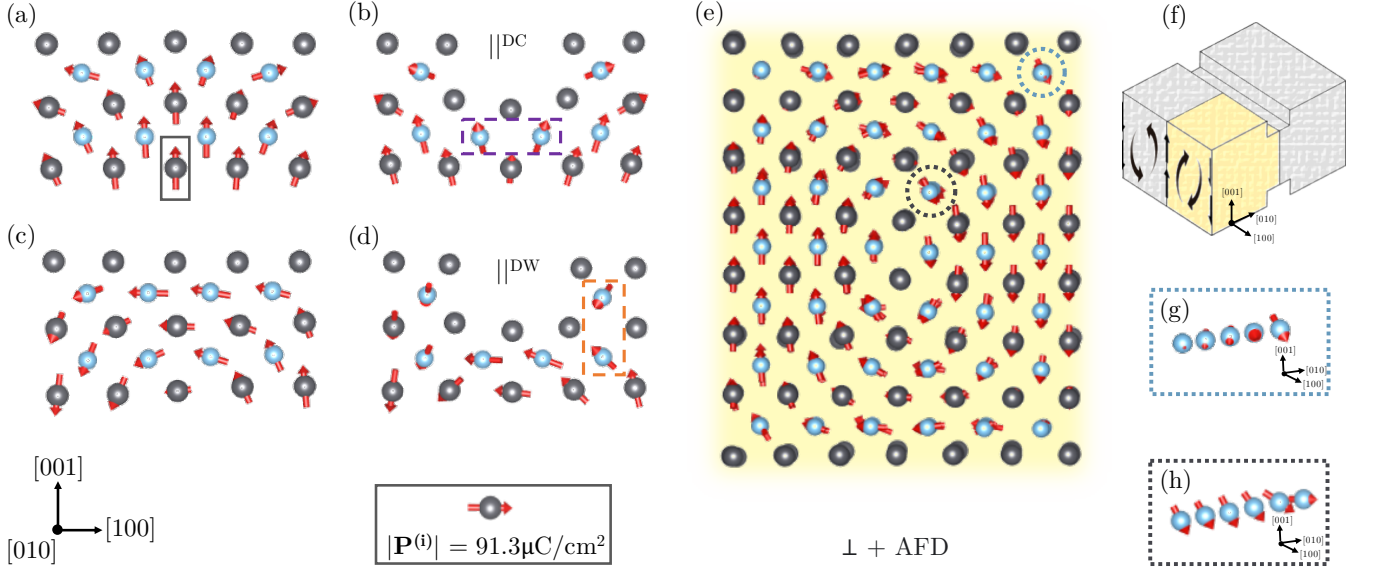 (a)
(b)
||DC
(c)
(d)
||DW
[001]
[100]
[010]
|P(i)| = 91.3μC/cm²
(e)
⊥ + AFD
(f)
[001]
[010]
[100]
(g)
[001]
[010]
[100]
(h)
[001]
[010]
[100]